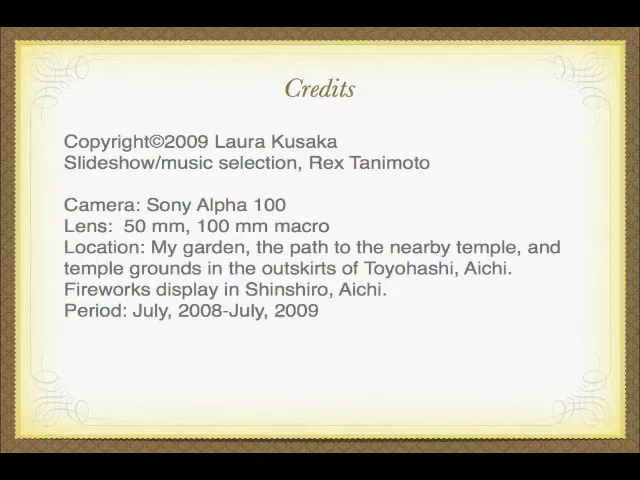 Credits
Copyright©2009 Laura Kusaka
Slideshow/music selection, Rex Tanimoto
Camera: Sony Alpha 100
Lens:  50 mm, 100 mm macro
Location: My garden, the path to the nearby temple, and
temple grounds in the outskirts of Toyohashi, Aichi.
Fireworks display in Shinshiro, Aichi.
Period: July, 2008-July, 2009